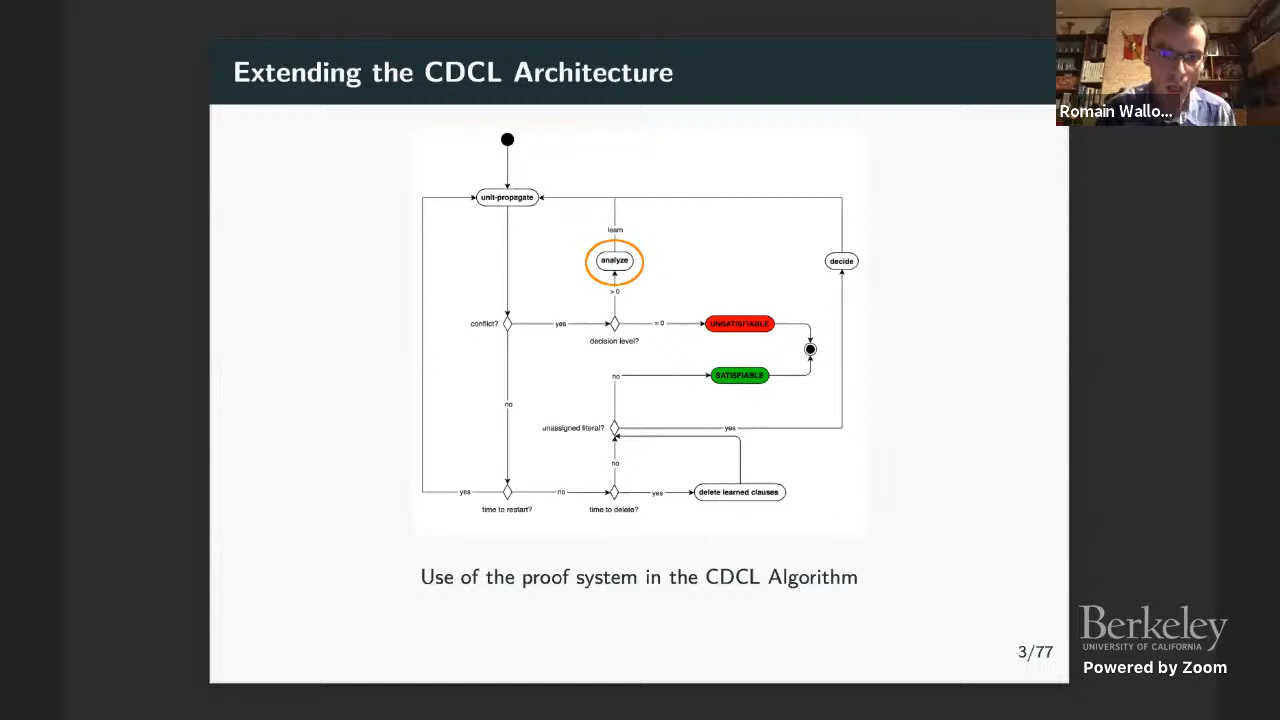 Extending the CDCL Architecture
Romain Wallo...
unit-propagate
learn
analyze
decide
> 0
conflict?
yes
= 0
UNSATISFIABLE
decision level?
no
SATISFIABLE
no
unassigned literal?
yes
no
yes
no
yes
delete learned clauses
time to restart?
time to delete?
Use of the proof system in the CDCL Algorithm
3/77
Berkeley
UNIVERSITY OF CALIFORNIA
Powered by Zoom